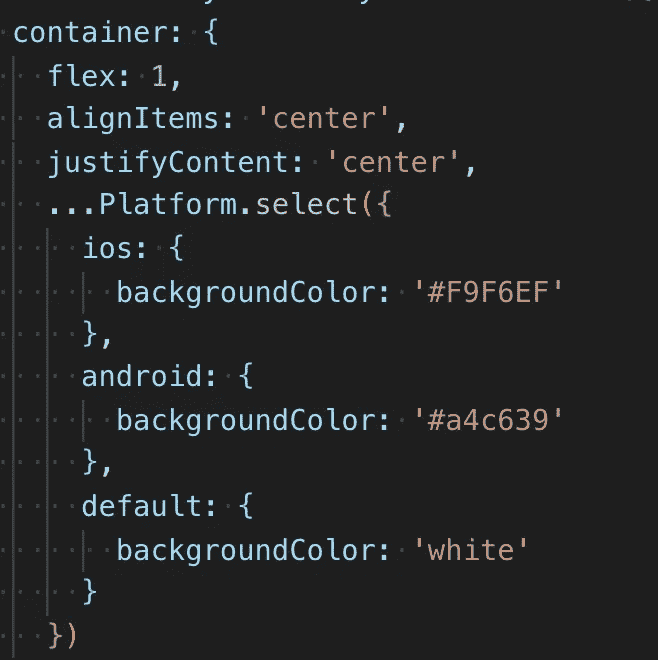 container: {
  flex: 1,
  alignItems: 'center',
  justifyContent: 'center',
  ...Platform.select({
    ios: {
      backgroundColor: '#F9F6EF'
    },
    android: {
      backgroundColor: '#a4c639'
    },
    default: {
      backgroundColor: 'white'
    }
  })